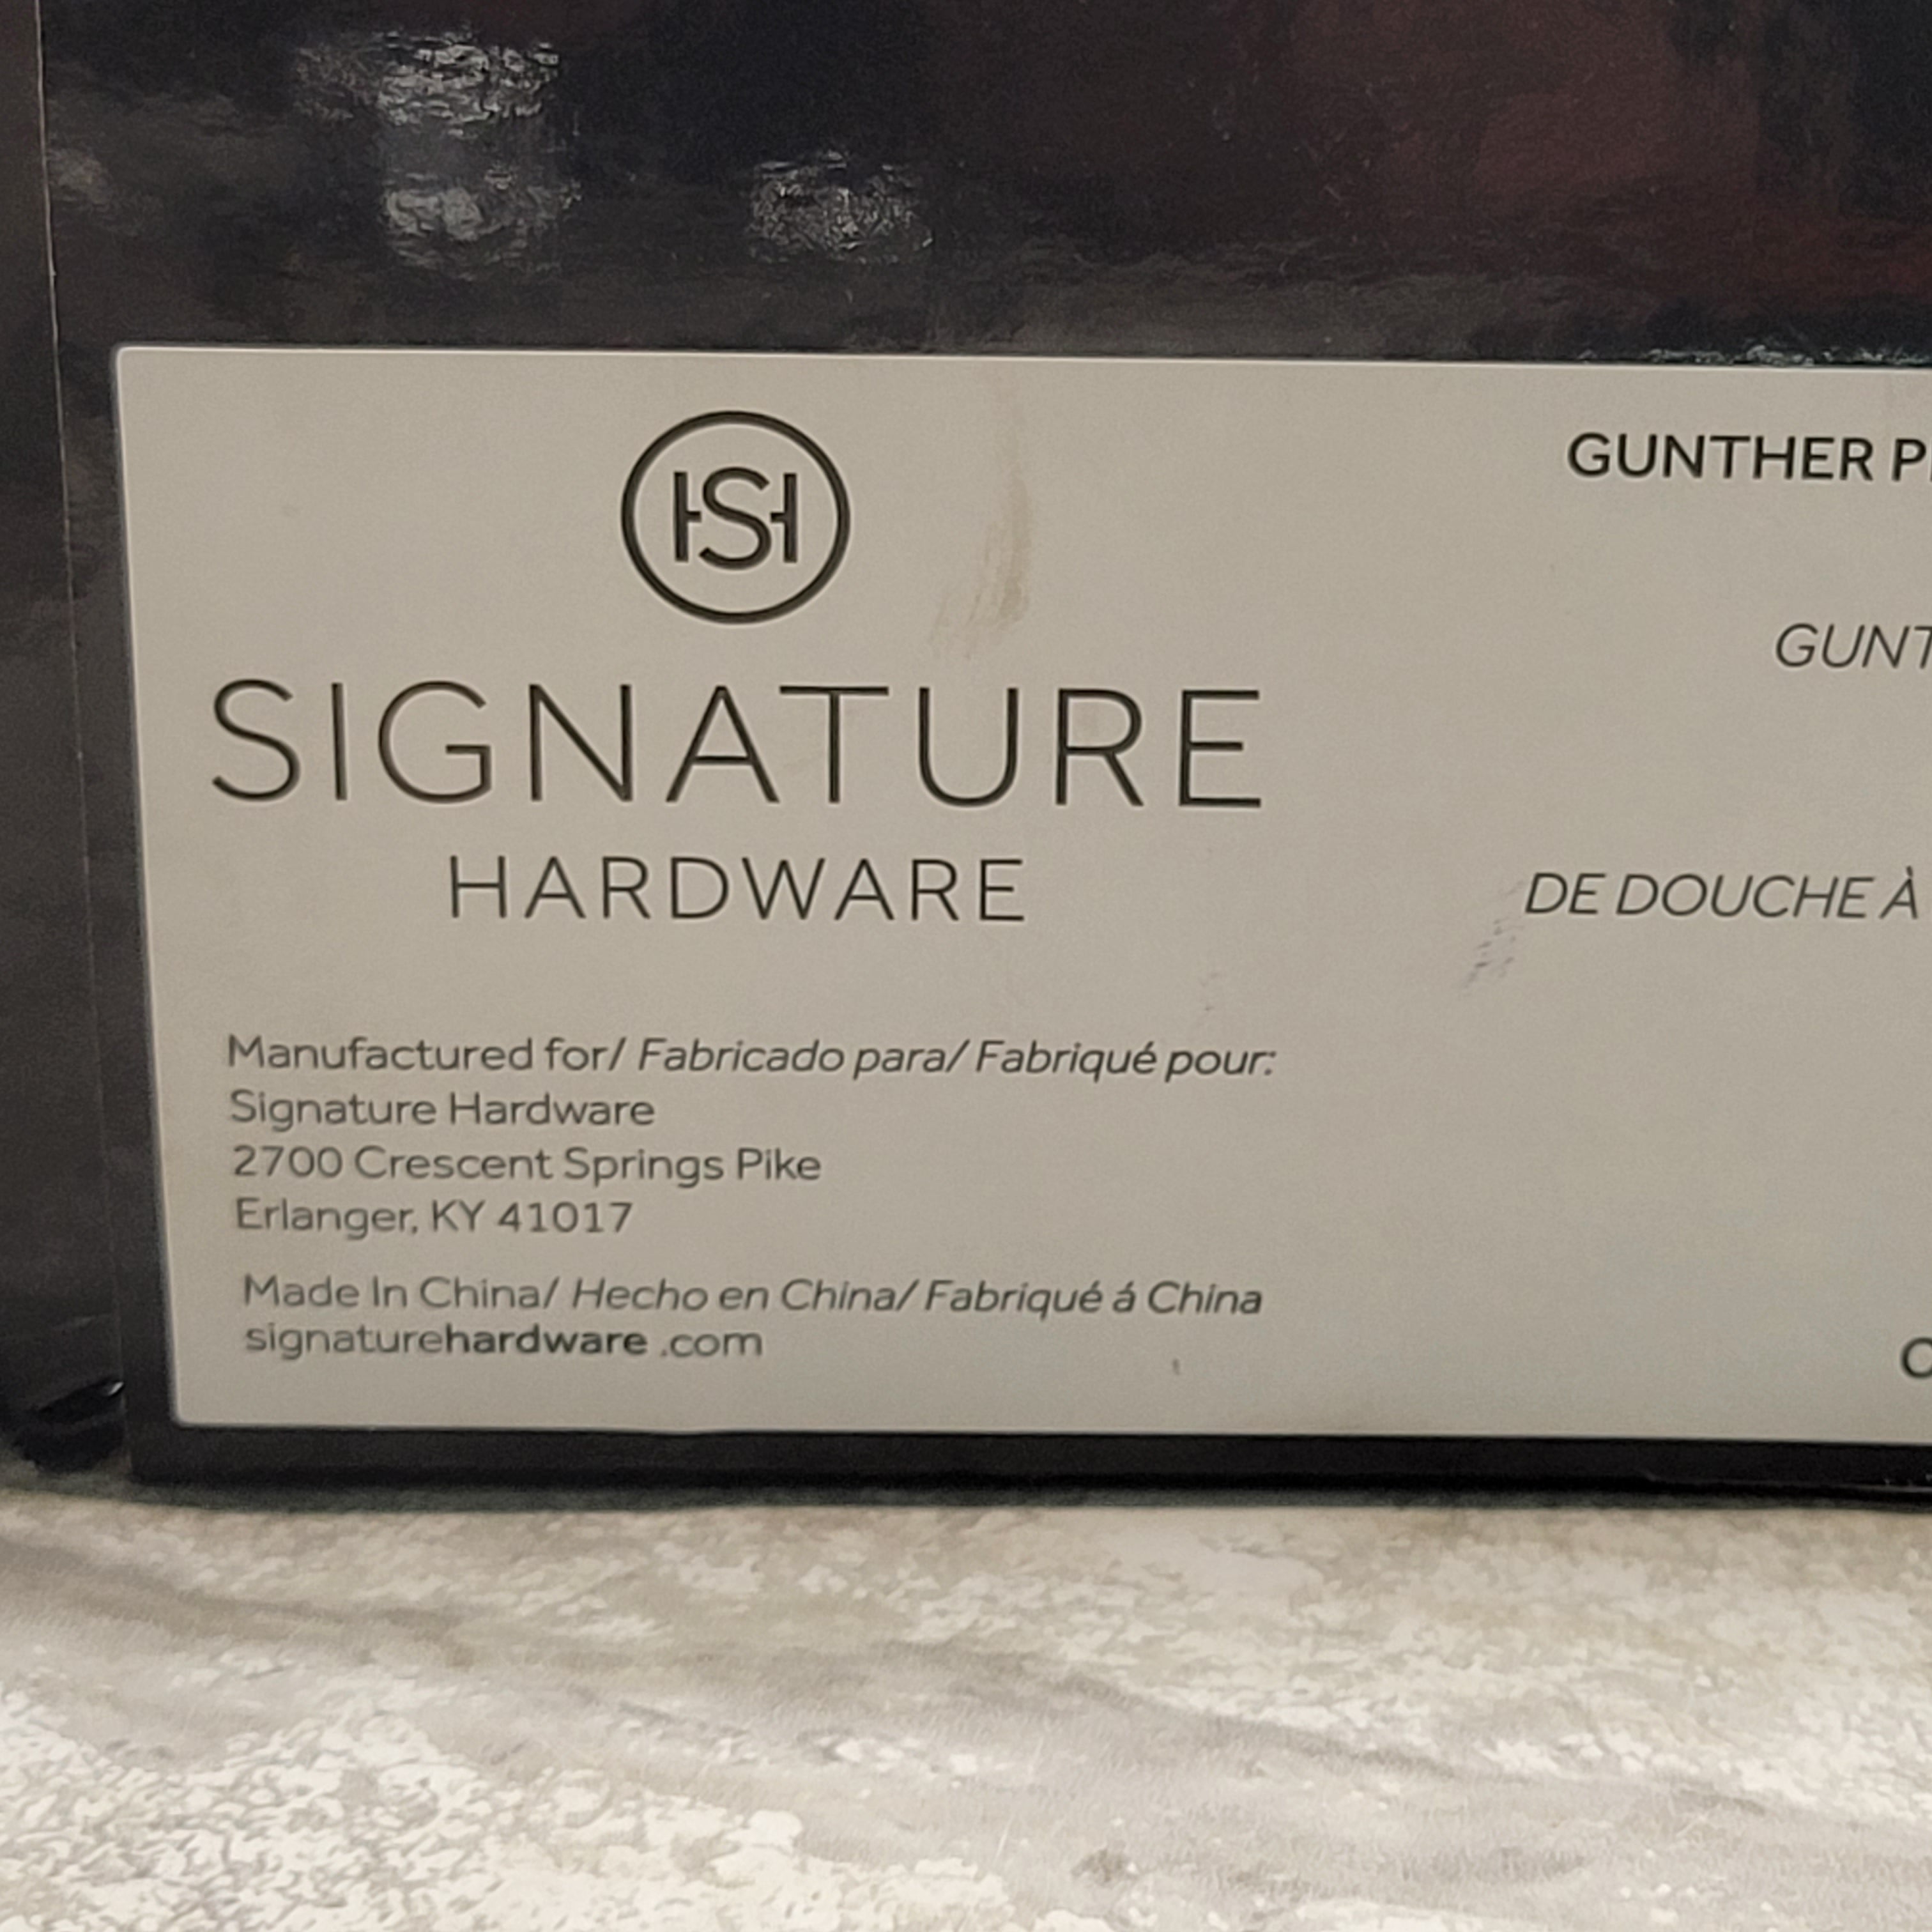 HSH
SIGNATURE
HARDWARE
Manufactured for/ Fabricado para/ Fabriqué pour:
Signature Hardware
2700 Crescent Springs Pike
Erlanger, KY 41017
Made In China/ Hecho en China/ Fabriqué á China
signaturehardware .com
GUNTHER
DE DOUCHE À